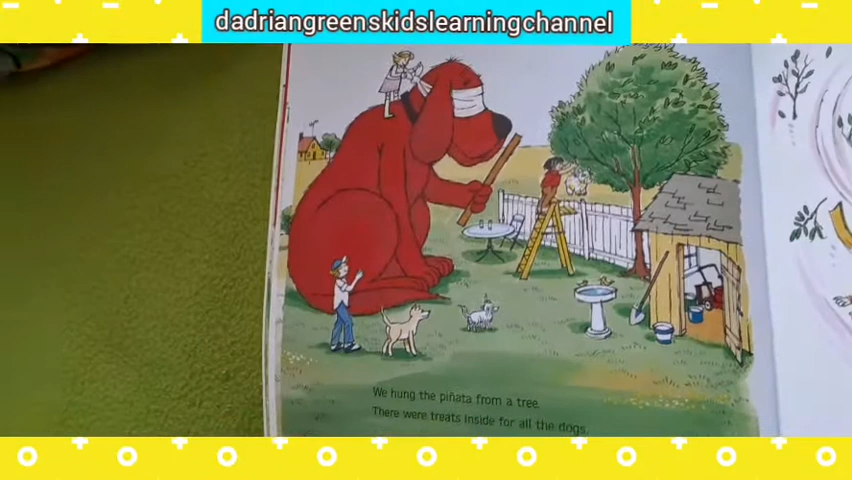 dadriangreenskidslearningchannel
We hung the piñata from a tree.
There were treats inside for all the dogs.